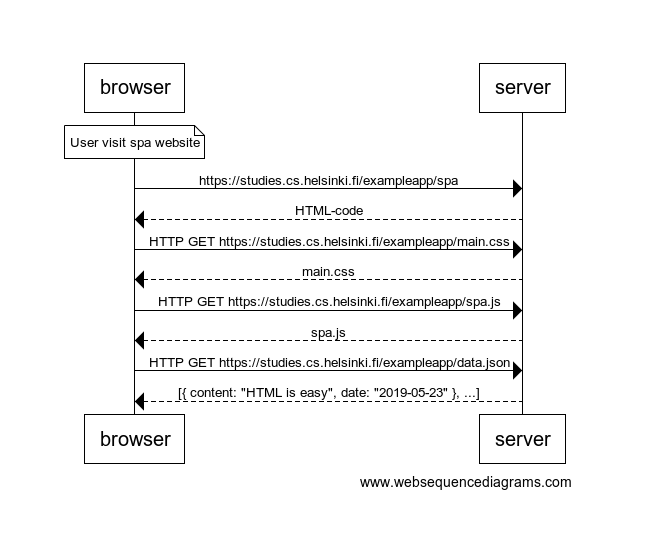 browser
server
User visit spa website
https://studies.cs.helsinki.fi/exampleapp/spa
HTML-code
HTTP GET https://studies.cs.helsinki.fi/exampleapp/main.css
main.css
HTTP GET https://studies.cs.helsinki.fi/exampleapp/spa.js
spa.js
HTTP GET https://studies.cs.helsinki.fi/exampleapp/data.json
[{ content: "HTML is easy", date: "2019-05-23" }, ...]
browser
server
www.websequencediagrams.com